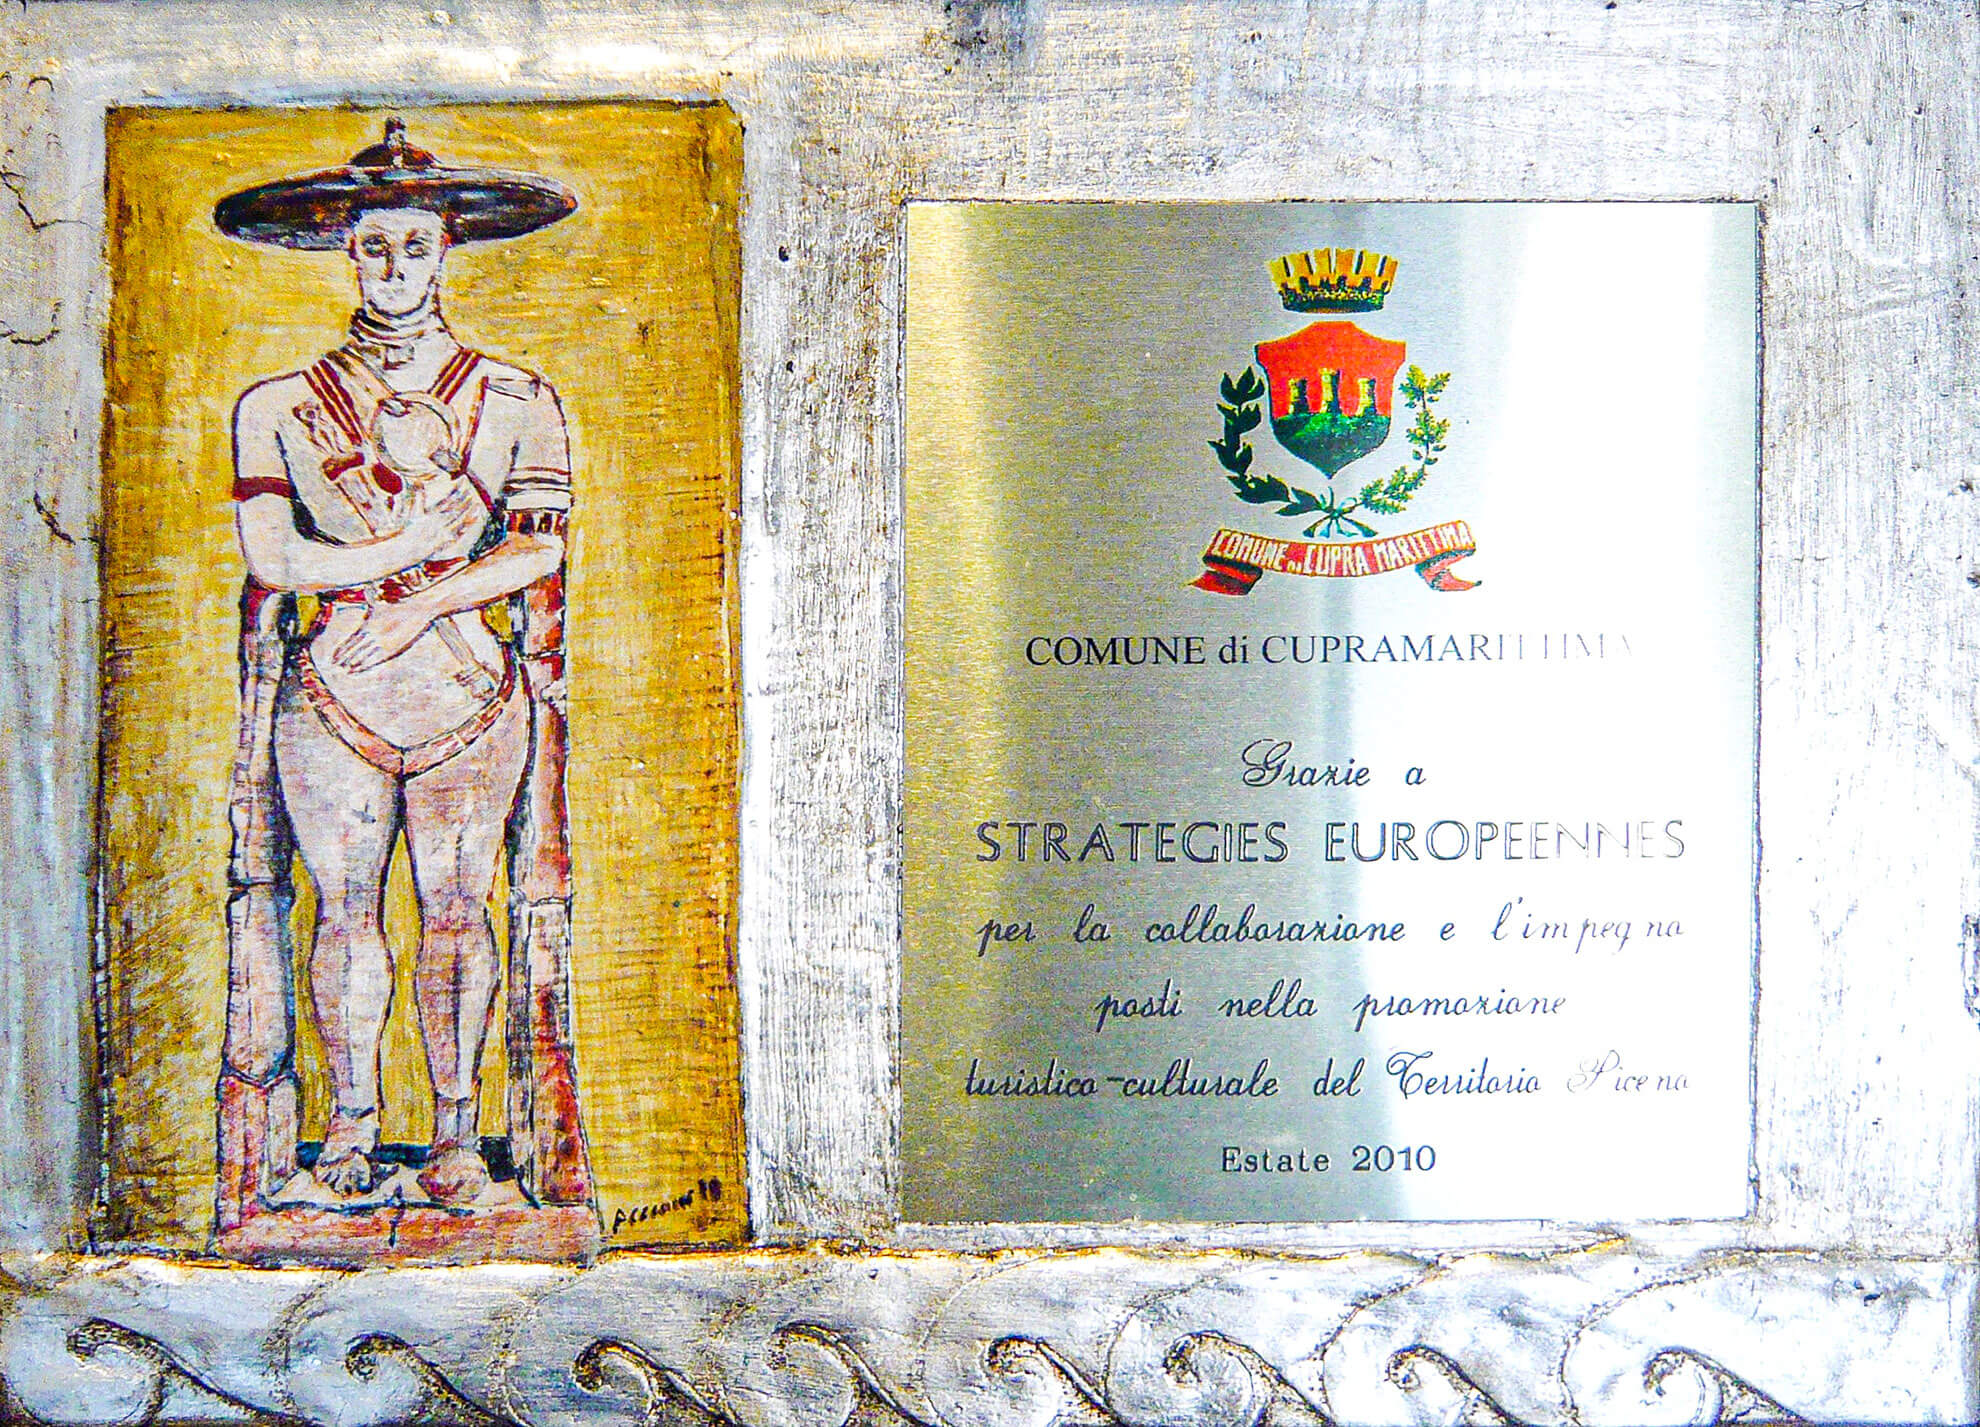 COMUNE DI CUPRA MARITTIMA
COMUNE di CUPRAMARITTIMA
Grazie a
STRATEGIES EUROPEENNES
per la collaborazione e l'impegno
posti nella promozione
turistico-culturale del Territorio Piceno
Estate 2010